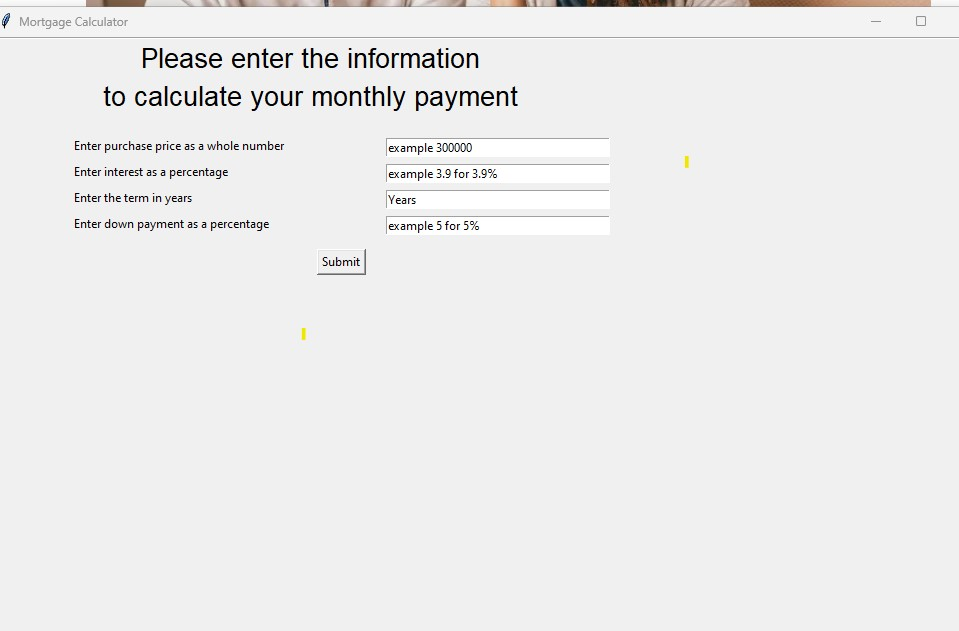 Mortgage Calculator
Please enter the information
to calculate your monthly payment
Enter purchase price as a whole number
example 300000
Enter interest as a percentage
example 3.9 for 3.9%
Enter the term in years
Years
Enter down payment as a percentage
example 5 for 5%
Submit